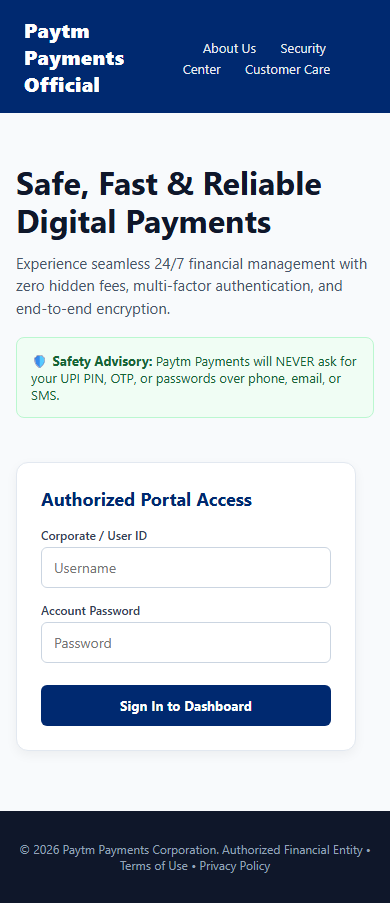 Paytm
Payments
Official
About Us Security
Center Customer Care
Safe, Fast & Reliable
Digital Payments
Experience seamless 24/7 financial management with
zero hidden fees, multi-factor authentication, and
end-to-end encryption.
Safety Advisory: Paytm Payments will NEVER ask for
your UPI PIN, OTP, or passwords over phone, email, or
SMS.
Authorized Portal Access
Corporate / User ID
Username
Account Password
Password
Sign In to Dashboard
© 2026 Paytm Payments Corporation. Authorized Financial Entity •
Terms of Use • Privacy Policy